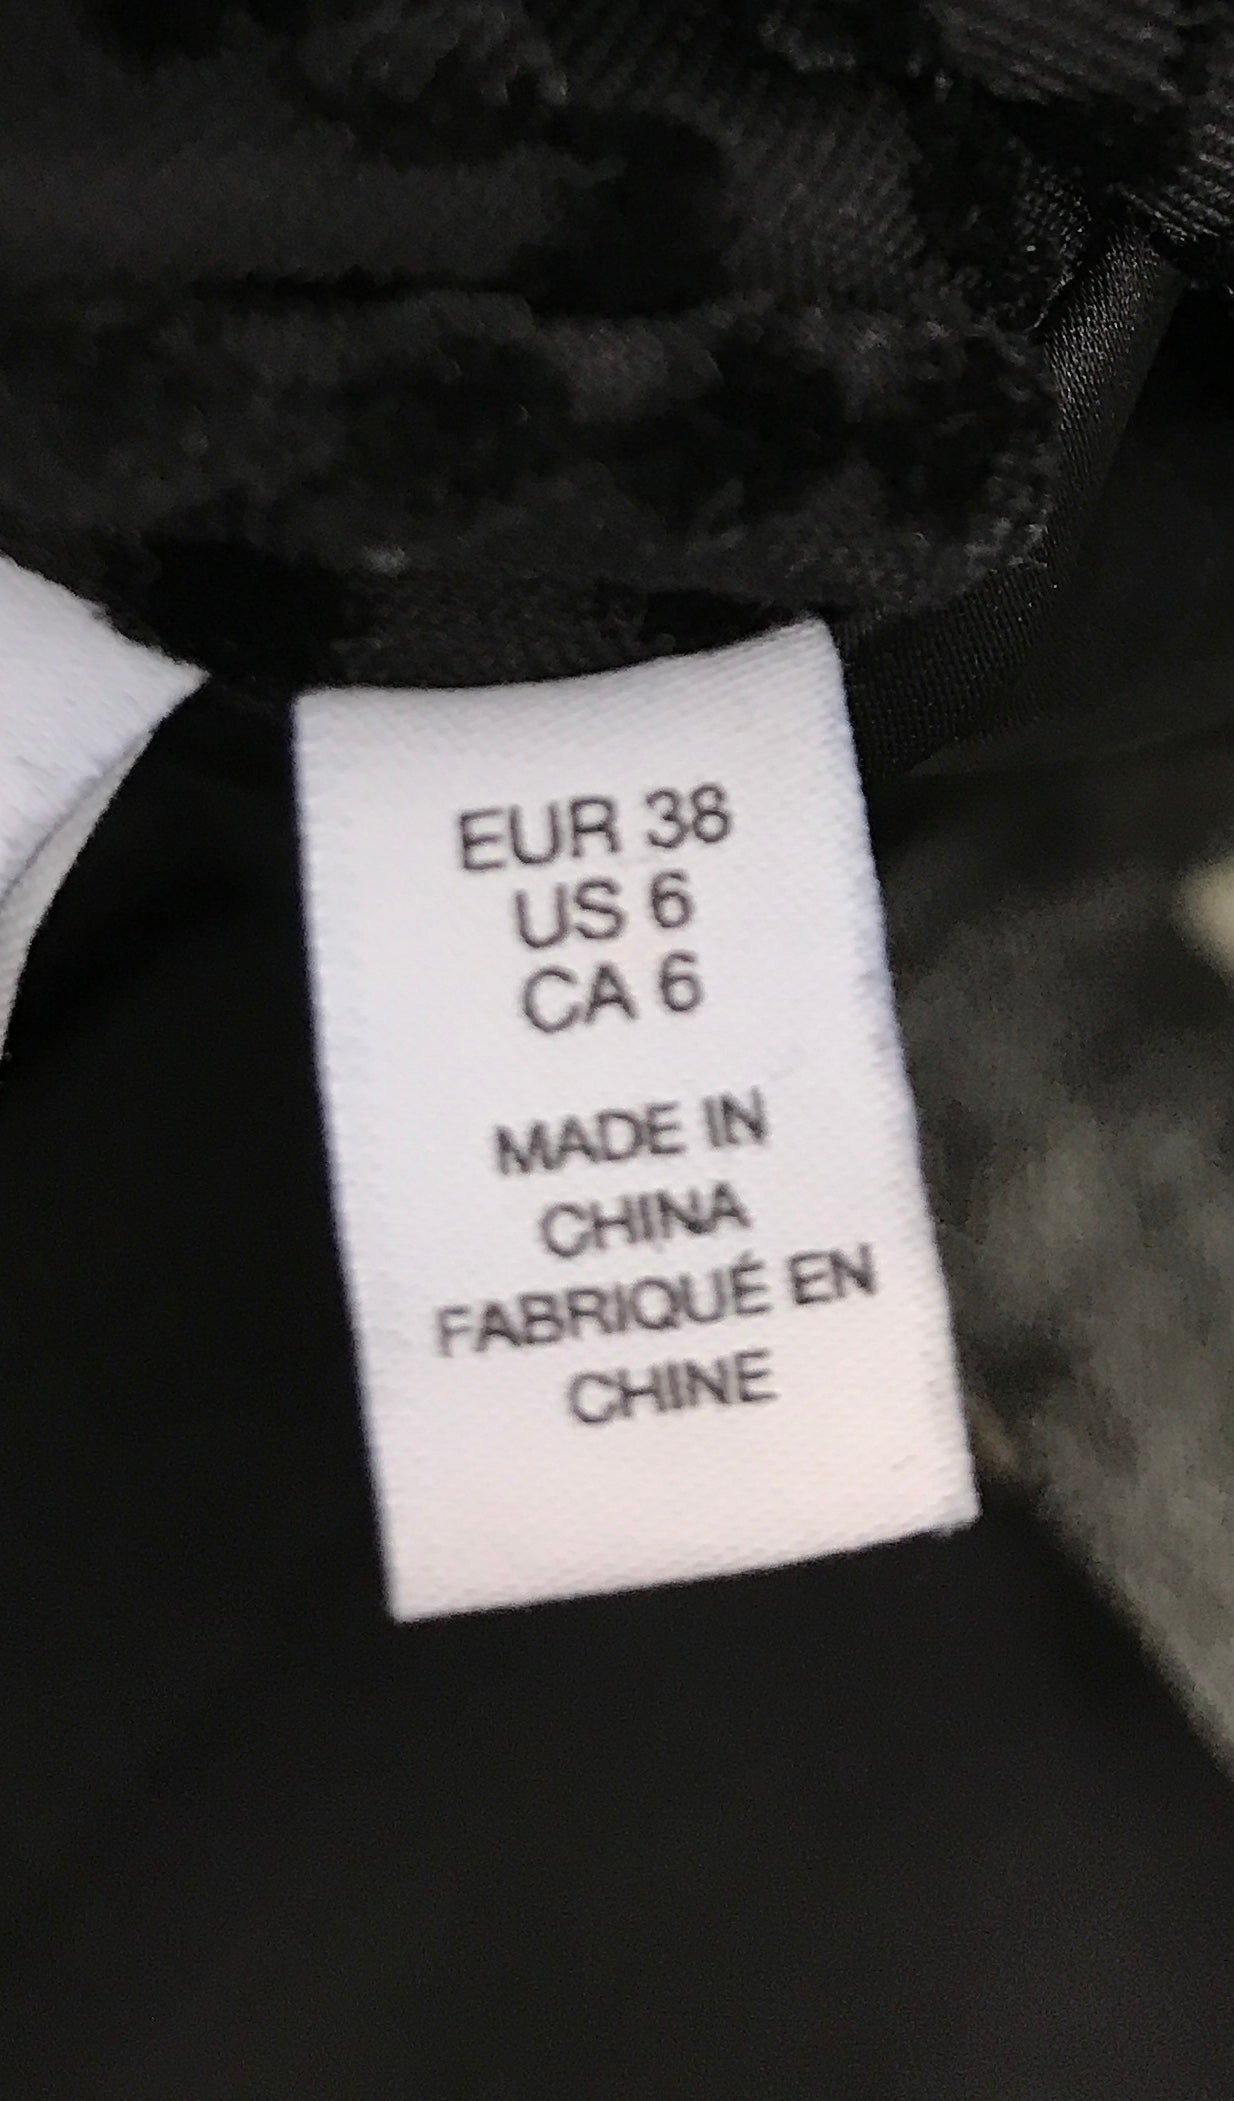 EUR 38
US 6
CA 6
MADE IN
CHINA
FABRIQUÉ EN
CHINE